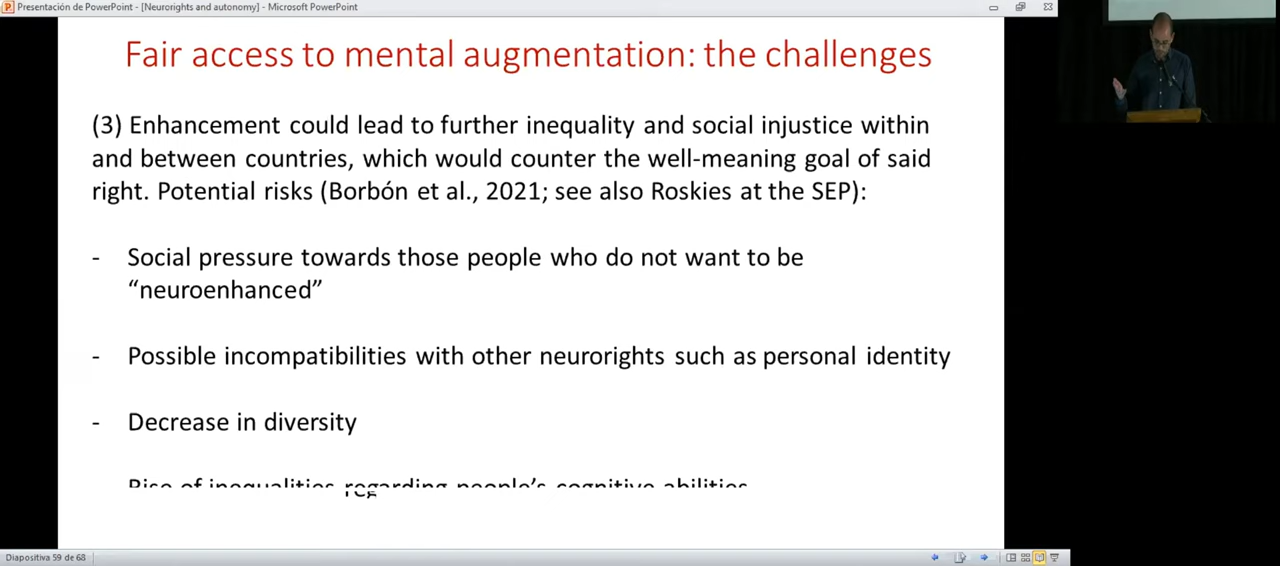 Presentación de PowerPoint - [Neurorights and autonomy] - Microsoft PowerPoint
Fair access to mental augmentation: the challenges
(3) Enhancement could lead to further inequality and social injustice within
and between countries, which would counter the well-meaning goal of said
right. Potential risks (Borbón et al., 2021; see also Roskies at the SEP):
- Social pressure towards those people who do not want to be
“neuroenhanced”
- Possible incompatibilities with other neurorights such as personal identity
- Decrease in diversity
Rise of inequalities regarding people’s cognitive abilities
Diapositiva 59 de 68